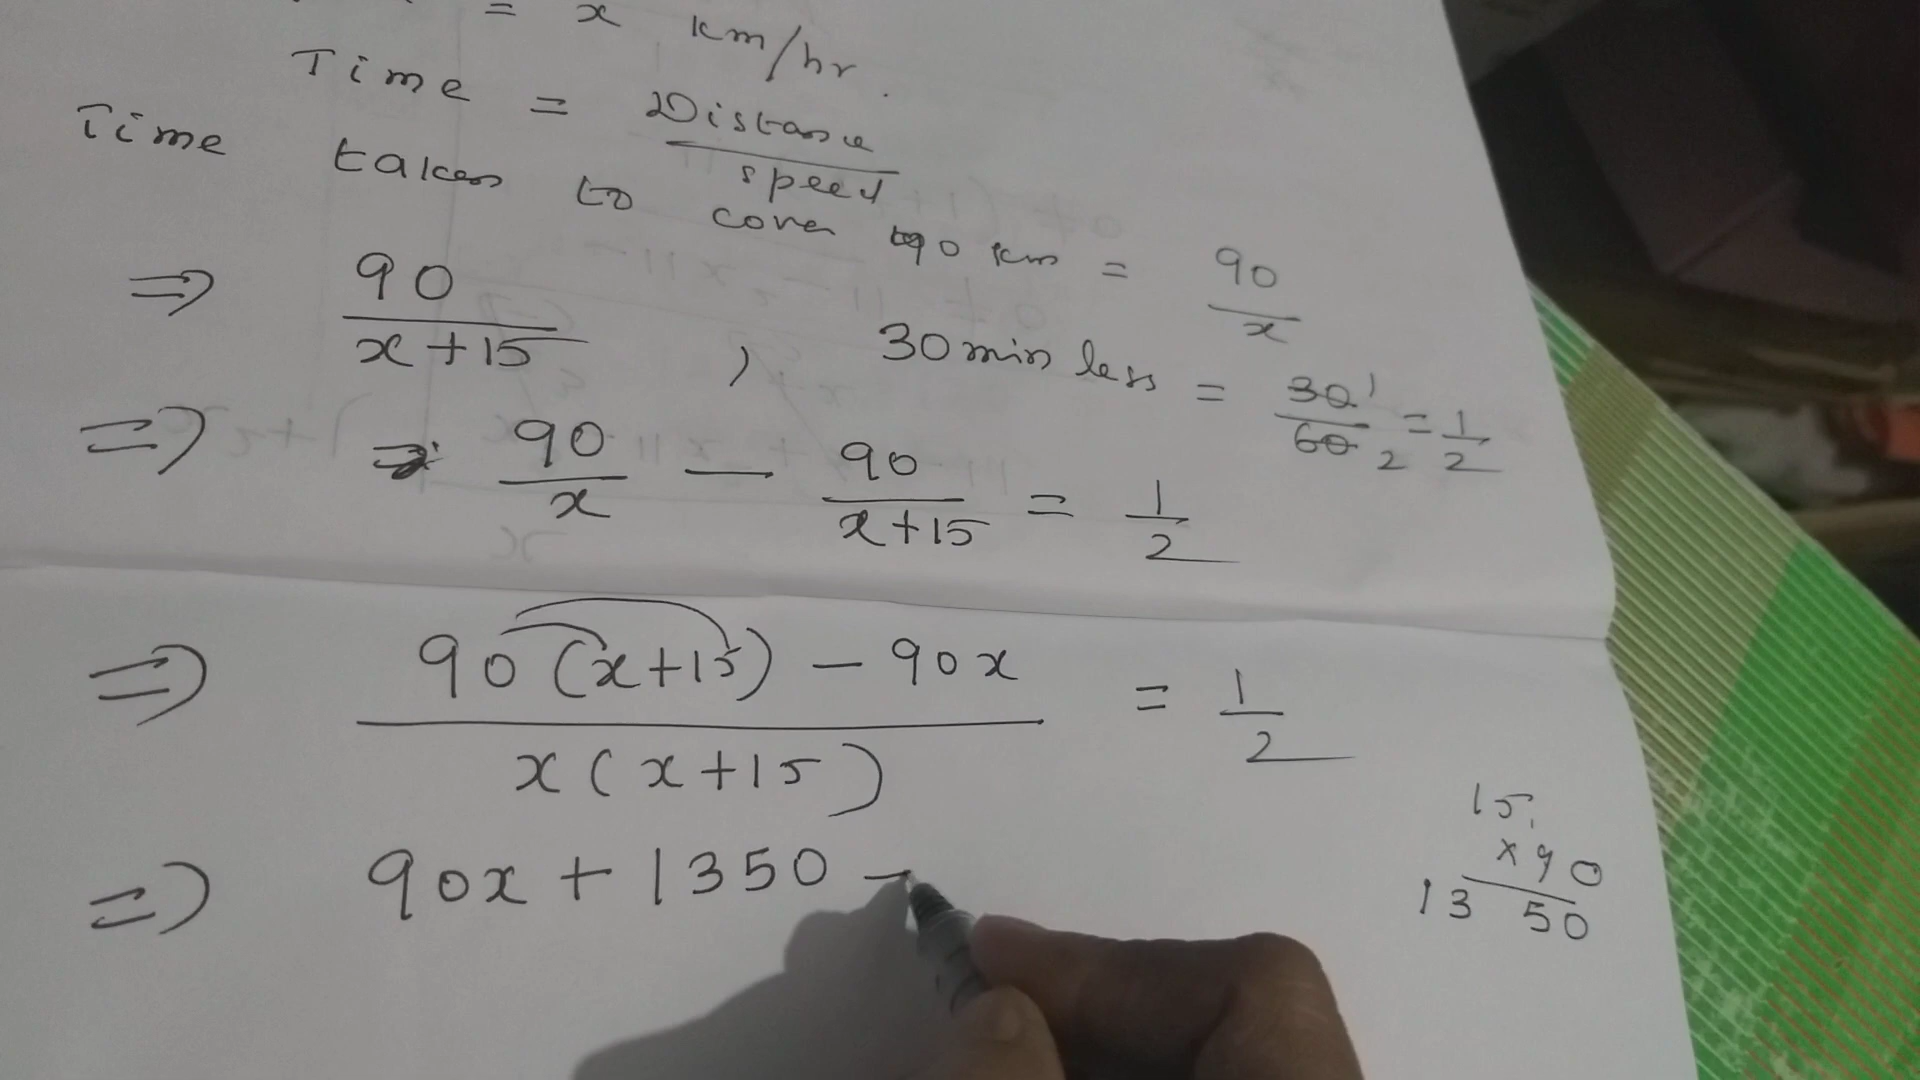 = x km/hr.
Time = Distance / speed
Time taken to cover 90 km = 90/x
⇒ 90/(x+15) , 30 min less = 30/60 = 1/2
⇒ 90/x — 90/(x+15) = 1/2
⇒ (90(x+15) - 90x) / (x(x+15)) = 1/2
⇒ 90x + 1350 -
15
x90
1350